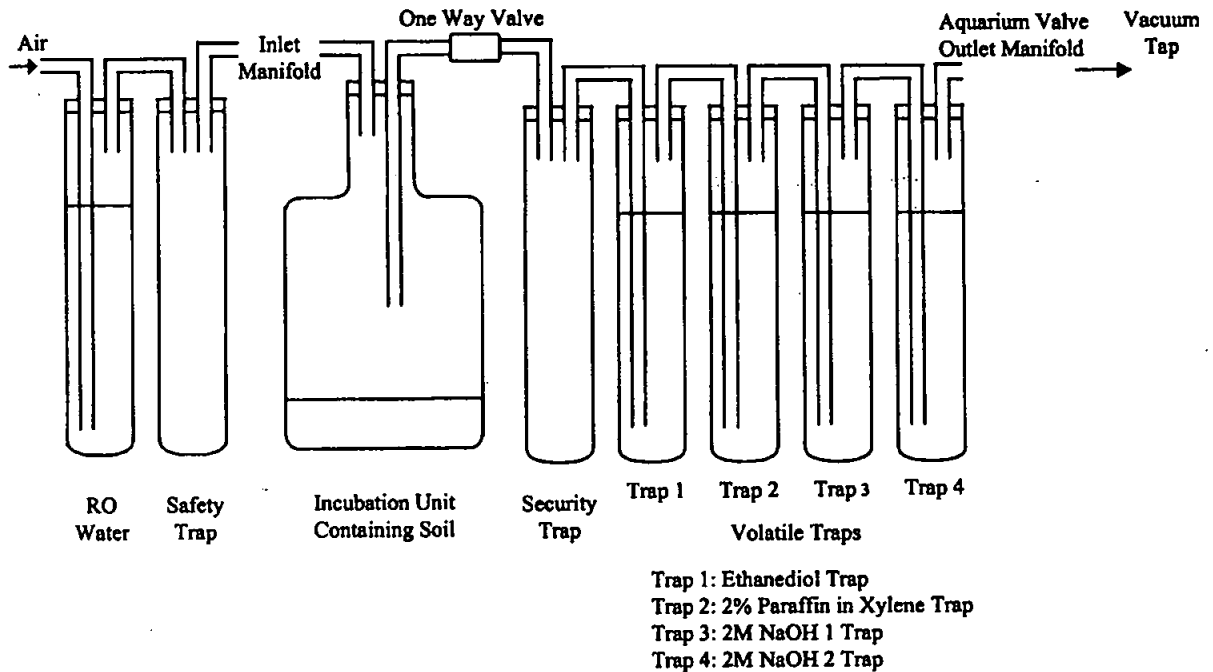 One Way Valve
Aquarium Valve
Outlet Manifold
Vacuum
Tap
Air
Inlet
Manifold
RO
Water
Safety
Trap
Incubation Unit
Containing Soil
Security
Trap
Trap 1
Trap 2
Trap 3
Trap 4
Volatile Traps
Trap 1: Ethanediol Trap
Trap 2: 2% Paraffin in Xylene Trap
Trap 3: 2M NaOH 1 Trap
Trap 4: 2M NaOH 2 Trap